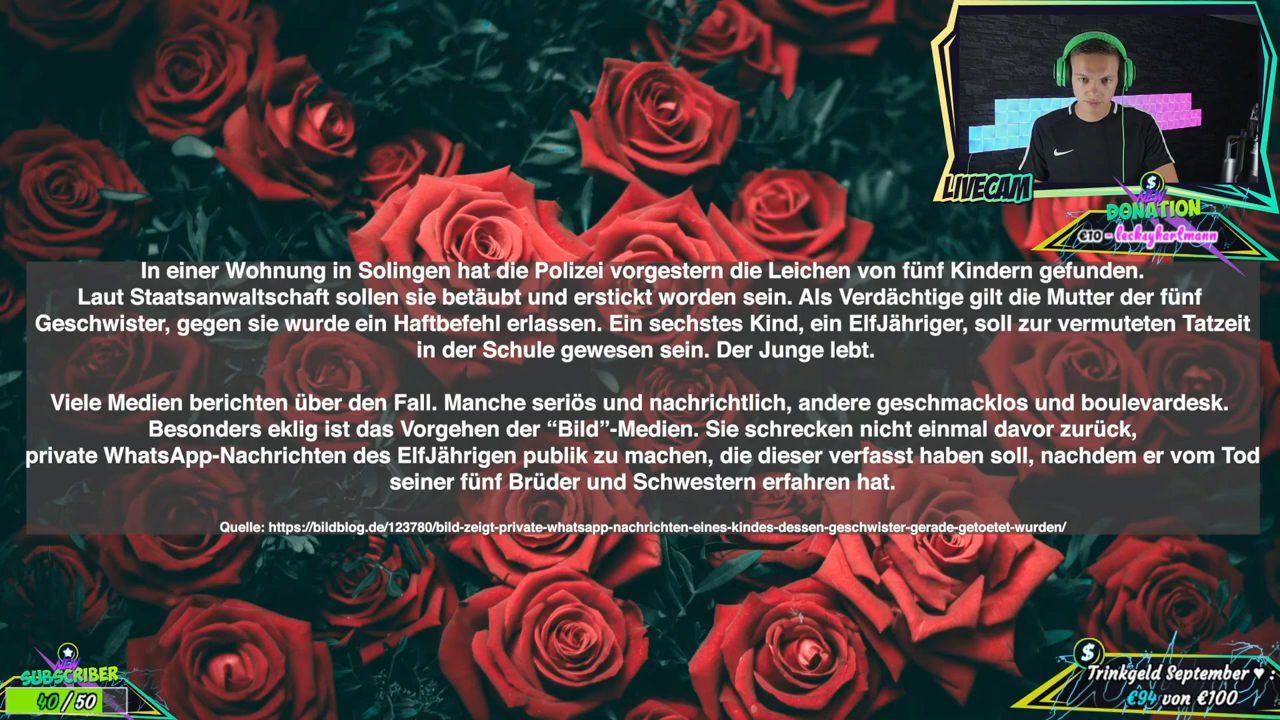 LIVECAM
NEW
DONATION
€10 - lecksyhartmann
In einer Wohnung in Solingen hat die Polizei vorgestern die Leichen von fünf Kindern gefunden.
Laut Staatsanwaltschaft sollen sie betäubt und erstickt worden sein. Als Verdächtige gilt die Mutter der fünf
Geschwister, gegen sie wurde ein Haftbefehl erlassen. Ein sechstes Kind, ein ElfJähriger, soll zur vermuteten Tatzeit
in der Schule gewesen sein. Der Junge lebt.
Viele Medien berichten über den Fall. Manche seriös und nachrichtlich, andere geschmacklos und boulevardesk.
Besonders eklig ist das Vorgehen der “Bild”-Medien. Sie schrecken nicht einmal davor zurück,
private WhatsApp-Nachrichten des ElfJährigen publik zu machen, die dieser verfasst haben soll, nachdem er vom Tod
seiner fünf Brüder und Schwestern erfahren hat.
Quelle: https://bildblog.de/123780/bild-zeigt-private-whatsapp-nachrichten-eines-kindes-dessen-geschwister-gerade-getoetet-wurden/
NEW
SUBSCRIBER
40 / 50
$
Trinkgeld September ♥ :
€94 von €100